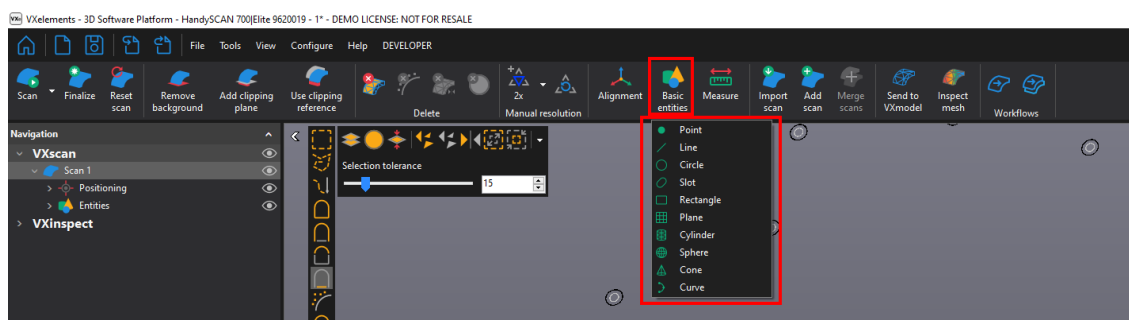 VXelements - 3D Software Platform - HandySCAN 700|Elite 9620019 - 1* - DEMO LICENSE: NOT FOR RESALE
File Tools View Configure Help DEVELOPER
Scan Finalize Reset scan Remove background Add clipping plane Use clipping reference Delete 2x Manual resolution Alignment Basic entities Measure Import scan Add scan Merge scans Send to VXmodel Inspect mesh Workflows
Navigation
VXscan
Scan 1
Positioning
Entities
VXinspect
Selection tolerance
15
Point
Line
Circle
Slot
Rectangle
Plane
Cylinder
Sphere
Cone
Curve